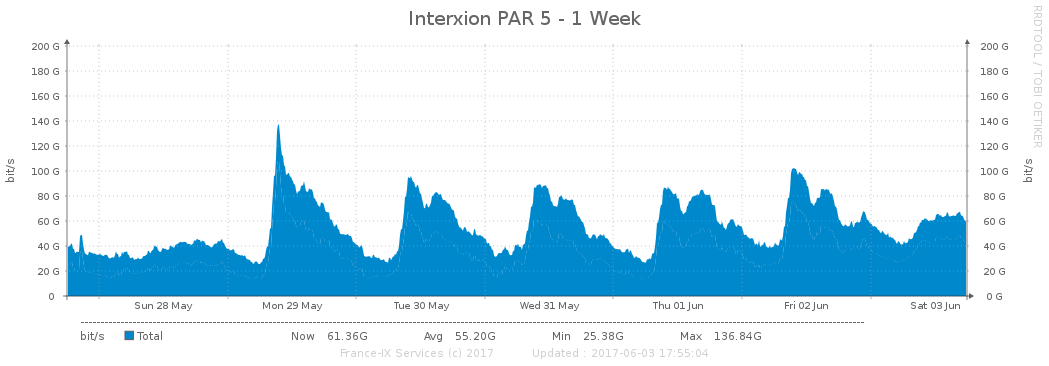 Interxion PAR 5 - 1 Week
RRDTOOL / TOBI OETIKER
bit/s
200 G 200 G
180 G 180 G
160 G 160 G
140 G 140 G
120 G 120 G
100 G 100 G
80 G 80 G
60 G 60 G
40 G 40 G
20 G 20 G
0 0 G
bit/s
Sun 28 May Mon 29 May Tue 30 May Wed 31 May Thu 01 Jun Fri 02 Jun Sat 03 Jun
bit/s Total Now 61.36G Avg 55.20G Min 25.38G Max 136.84G
France-IX Services (c) 2017 Updated : 2017-06-03 17:55:04